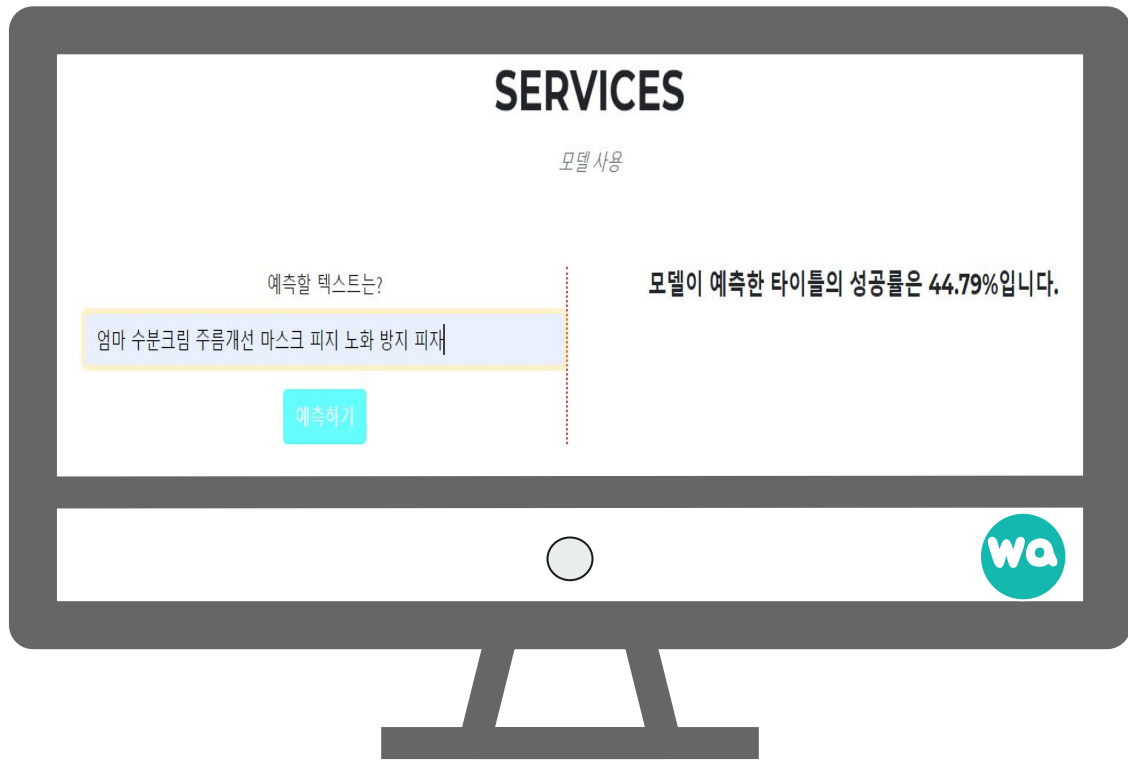 SERVICES
모델 사용
예측할 텍스트는?
엄마 수분크림 주름개선 마스크 피지 노화 방지 피자
예측하기
모델이 예측한 타이틀의 성공률은 44.79%입니다.
wa